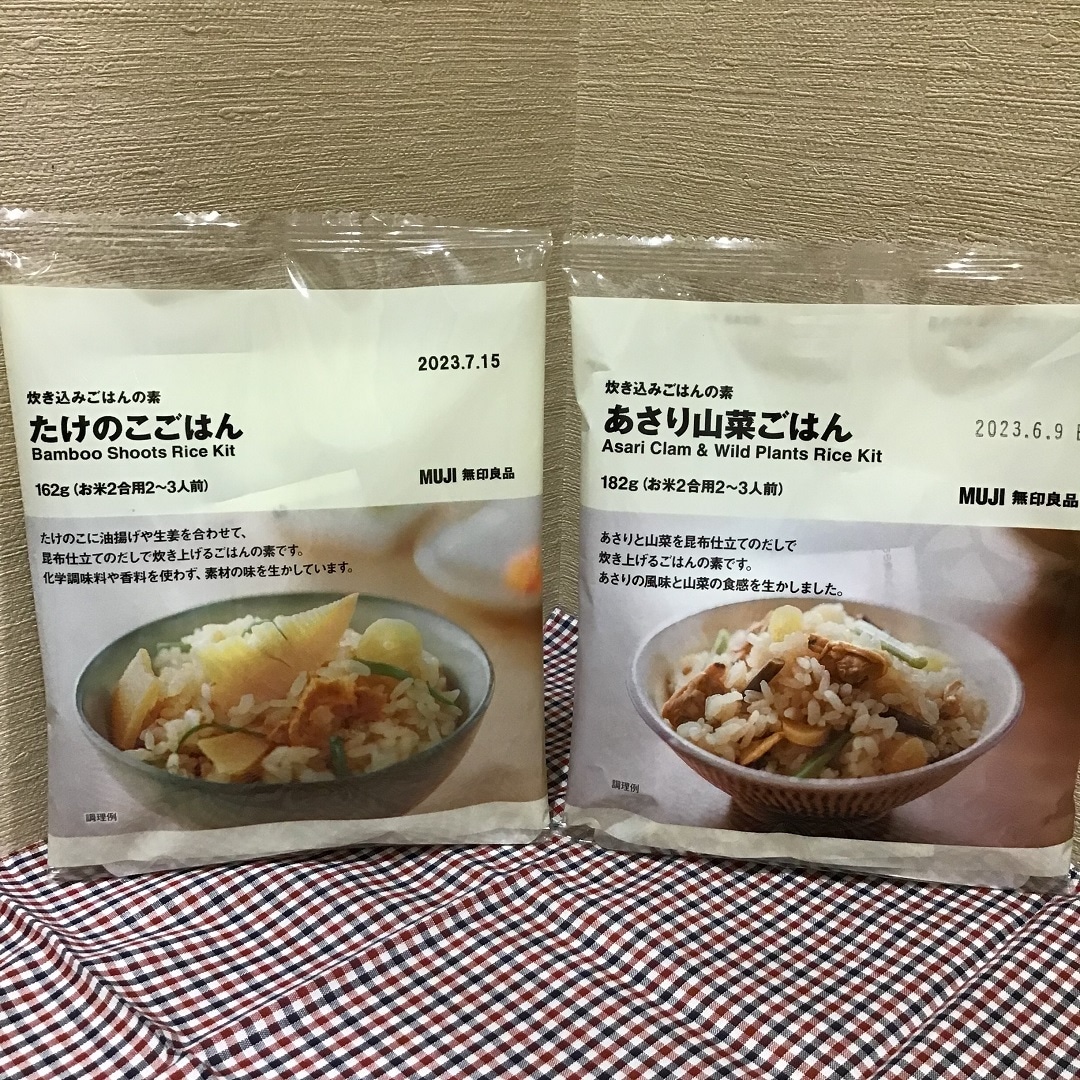 2023.7.15
炊き込みごはんの素
たけのこごはん
Bamboo Shoots Rice Kit
162g（お米2合用2〜3人前）
MUJI 無印良品
たけのこに油揚げや生姜を合わせて、
昆布仕立てのだしで炊き上げるごはんの素です。
化学調味料や香料を使わず、素材の味を生かしています。
調理例
炊き込みごはんの素
あさり山菜ごはん
2023.6.9
Asari Clam & Wild Plants Rice Kit
182g（お米2合用2〜3人前）
MUJI 無印良品
あさりと山菜を昆布仕立てのだしで
炊き上げるごはんの素です。
あさりの風味と山菜の食感を生かしました。
調理例